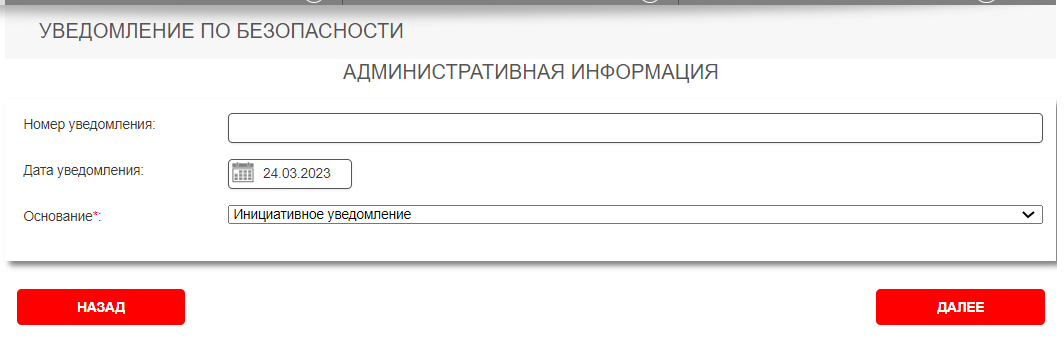 УВЕДОМЛЕНИЕ ПО БЕЗОПАСНОСТИ
АДМИНИСТРАТИВНАЯ ИНФОРМАЦИЯ
Номер уведомления:
Дата уведомления: 24.03.2023
Основание*: Инициативное уведомление
НАЗАД ДАЛЕЕ